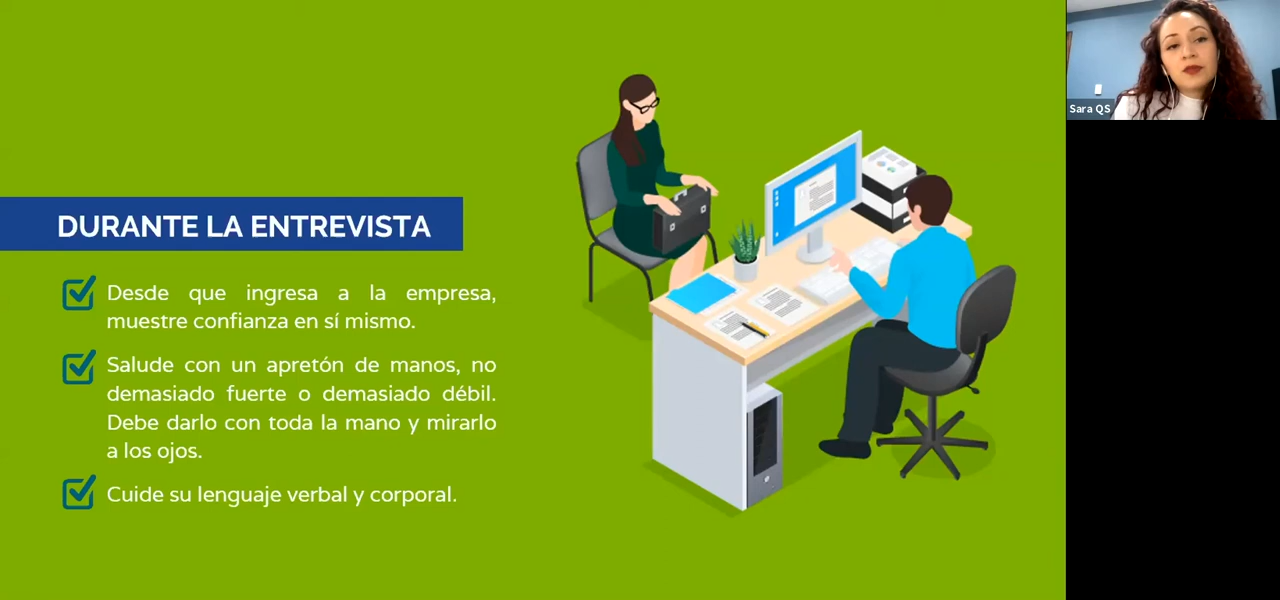 DURANTE LA ENTREVISTA
Desde que ingresa a la empresa,
muestre confianza en sí mismo.
Salude con un apretón de manos, no
demasiado fuerte o demasiado débil.
Debe darlo con toda la mano y mirarlo
a los ojos.
Cuide su lenguaje verbal y corporal.
Sara QS